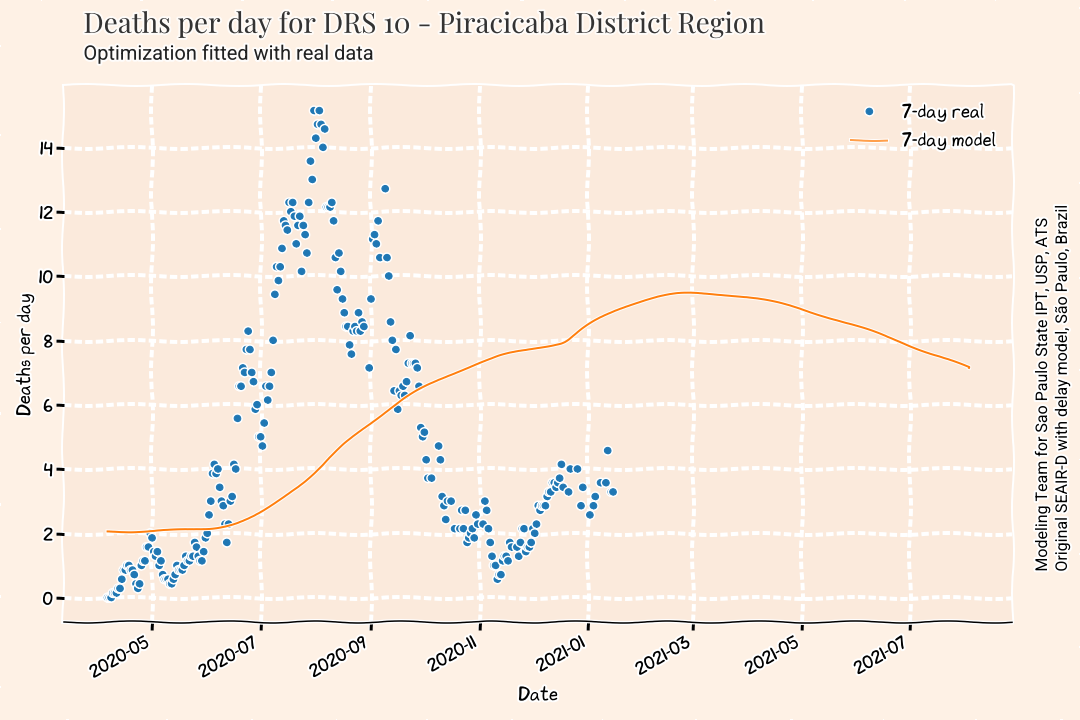 Deaths per day for DRS 10 - Piracicaba District Region
Optimization fitted with real data
7-day real
7-day model
14
12
10
8
6
4
2
0
Deaths per day
2020-05
2020-07
2020-09
2020-11
2021-01
2021-03
2021-05
2021-07
Date
Modeling Team for Sao Paulo State IPT, USP, ATS
Original SEAIR-D with delay model, São Paulo, Brazil